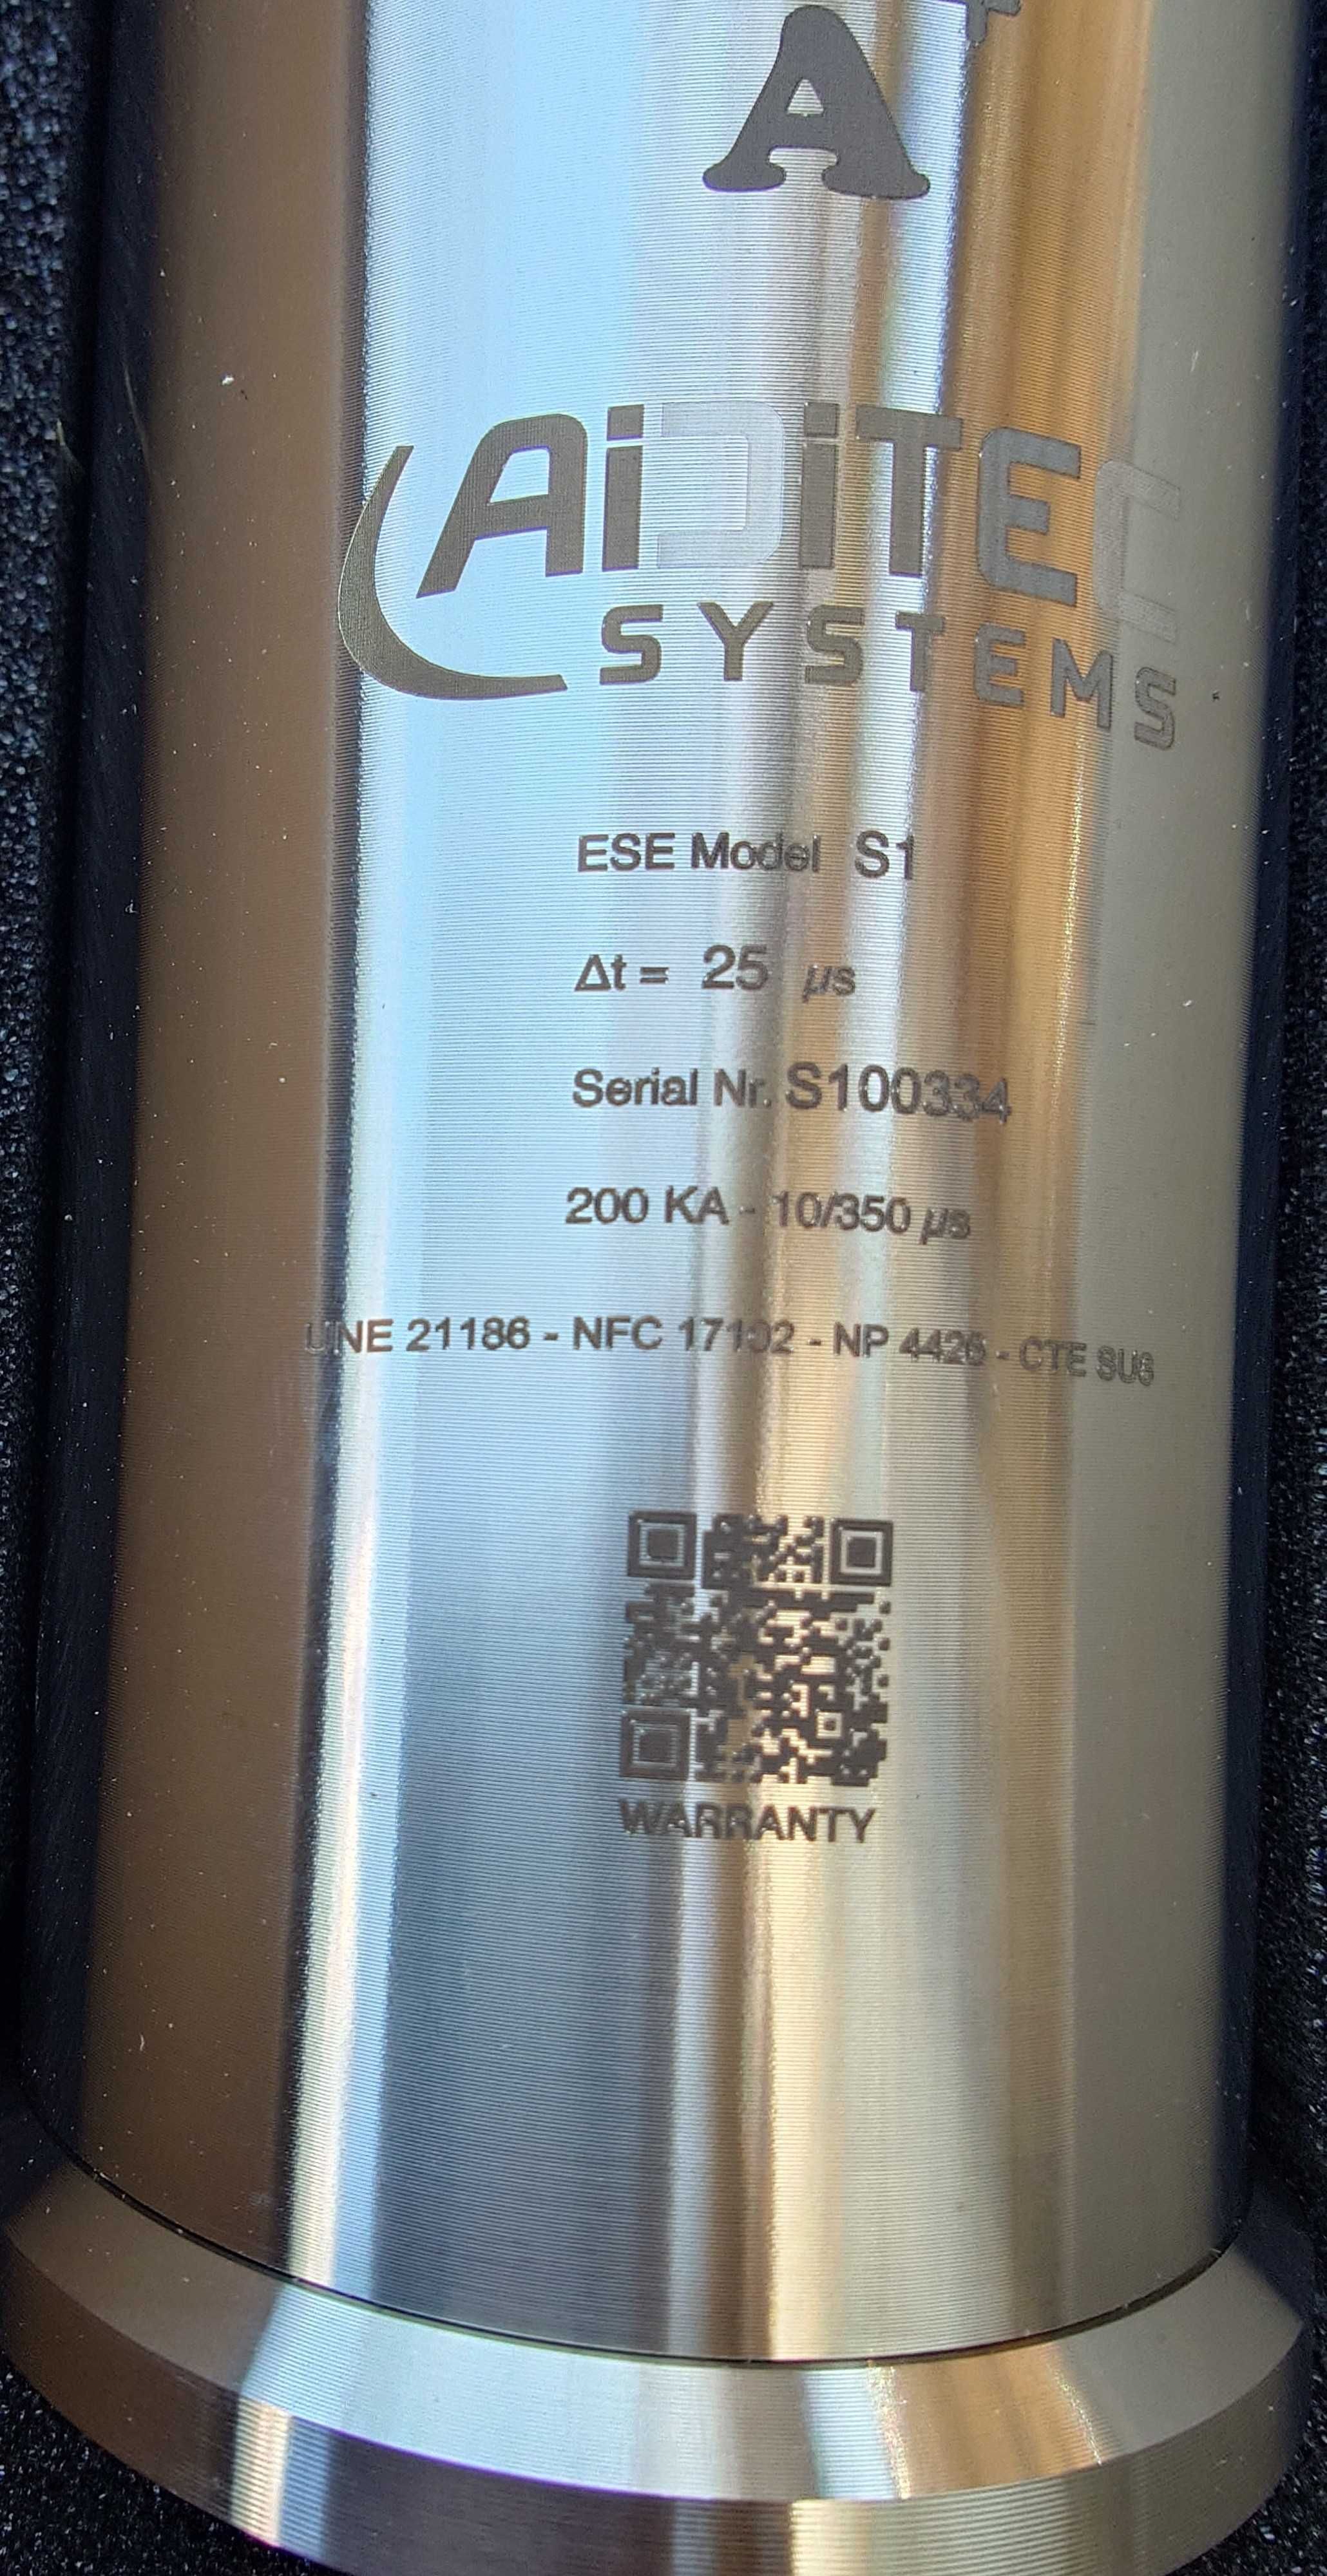 A+
AiDiTEC
SYSTEMS
ESE Model S1
Δt = 25 µs
Serial Nr. S100334
200 KA - 10/350 µs
UNE 21186 - NFC 17102 - NP 4426 - CTE SU8
WARRANTY